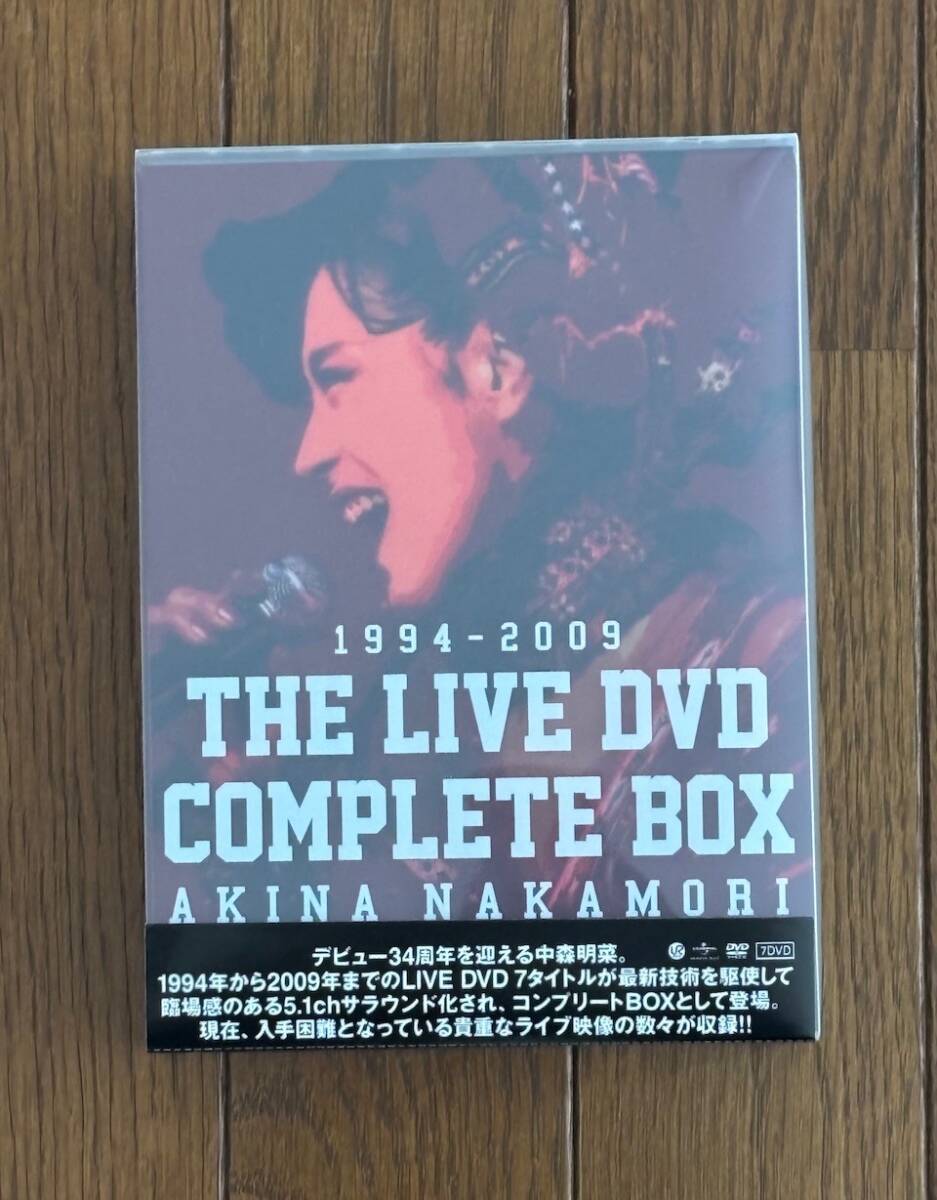 1994-2009
THE LIVE DVD
COMPLETE BOX
AKINA NAKAMORI
デビュー34周年を迎える中森明菜。
DVD
7DVD
1994年から2009年までのLIVE DVD 7タイトルが最新技術を駆使して
臨場感のある5.1chサラウンド化され、コンプリートBOXとして登場。
現在、入手困難となっている貴重なライブ映像の数々が収録!!